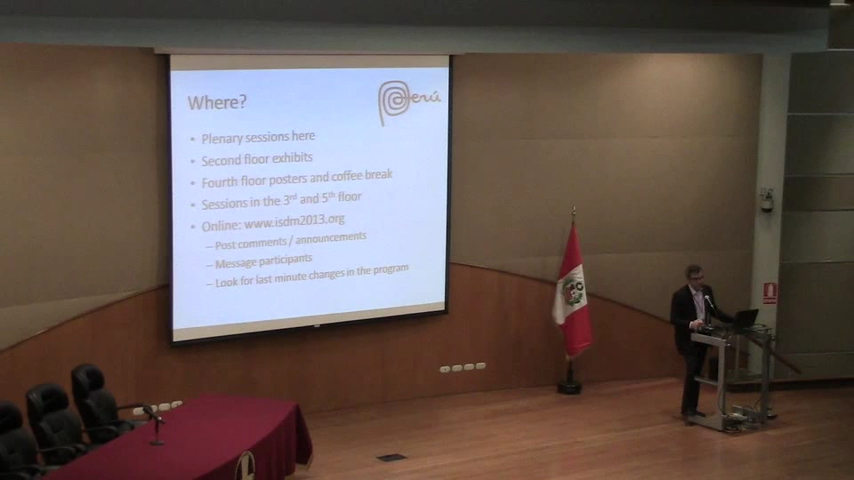 Where?
Perú
• Plenary sessions here
• Second floor exhibits
• Fourth floor posters and coffee break
• Sessions in the 3rd and 5th floor
• Online: www.isdm2013.org
– Post comments / announcements
– Message participants
– Look for last minute changes in the program